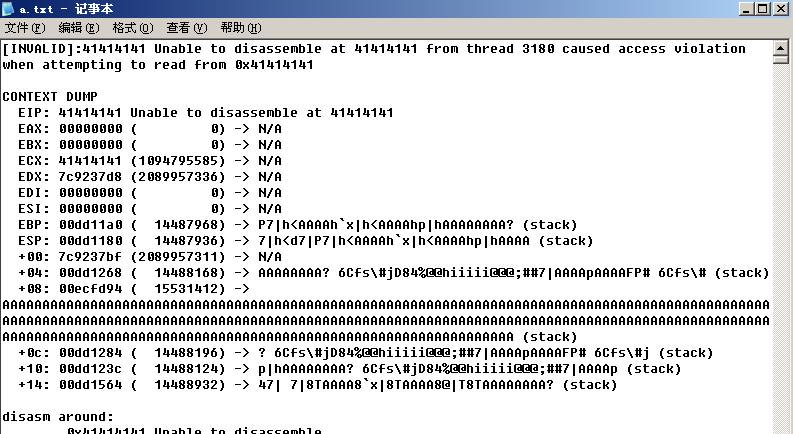 a.txt - 记事本
文件(F) 编辑(E) 格式(O) 查看(V) 帮助(H)
[INVALID]:41414141 Unable to disassemble at 41414141 from thread 3180 caused access violation
when attempting to read from 0x41414141
CONTEXT DUMP
EIP: 41414141 Unable to disassemble at 41414141
EAX: 00000000 (         0) -> N/A
EBX: 00000000 (         0) -> N/A
ECX: 41414141 (1094795585) -> N/A
EDX: 7c9237d8 (2089957336) -> N/A
EDI: 00000000 (         0) -> N/A
ESI: 00000000 (         0) -> N/A
EBP: 00dd11a0 (  14487968) -> P7|h<AAAAh`x|h<AAAAhp|hAAAAAAAA? (stack)
ESP: 00dd1180 (  14487936) -> 7|h<d7|P7|h<AAAAh`x|h<AAAAhp|hAAAA (stack)
+00: 7c9237bf (2089957311) -> N/A
+04: 00dd1268 (  14488168) -> AAAAAAAA? 6Cfs\#jD84%@@hiiiii@@@;##7|AAAApAAAAFP# 6Cfs\# (stack)
+08: 00ecfd94 (  15531412) ->
AAAAAAAAAAAAAAAAAAAAAAAAAAAAAAAAAAAAAAAAAAAAAAAAAAAAAAAAAAAAAAAAAAAAAAAAAAAAAAAAAAAAAAAAAAAAAAAA
AAAAAAAAAAAAAAAAAAAAAAAAAAAAAAAAAAAAAAAAAAAAAAAAAAAAAAAAAAAAAAAAAAAAAAAAAAAAAAAAAAAAAAAAAAAAAAAA
AAAAAAAAAAAAAAAAAAAAAAAAAAAAAAAAAAAAAAAAAAAAAAAAAAAAAAAAAAAAAAAA (stack)
+0c: 00dd1284 (  14488196) -> ? 6Cfs\#jD84%@@hiiiii@@@;##7|AAAApAAAAFP# 6Cfs\#j (stack)
+10: 00dd123c (  14488124) -> p|hAAAAAAAA? 6Cfs\#jD84%@@hiiiii@@@;##7|AAAAp (stack)
+14: 00dd1564 (  14488932) -> 47| 7|8TAAAA8`x|8TAAAA8@|T8TAAAAAAAA? (stack)
disasm around:
0x41414141 Unable to disassemble